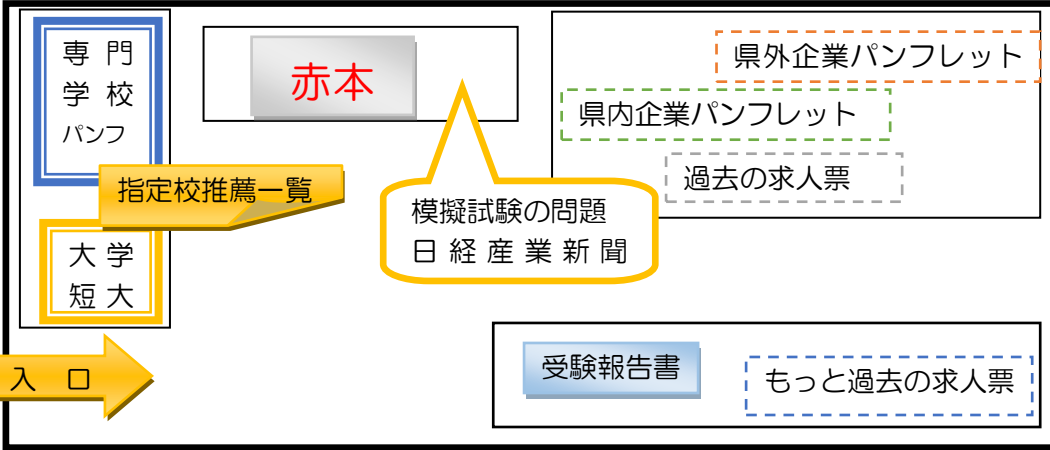 専門
学校
パンフ
指定校推薦一覧
大学
短大
入口
赤本
模擬試験の問題
日経産業新聞
県外企業パンフレット
県内企業パンフレット
過去の求人票
受験報告書
もっと過去の求人票